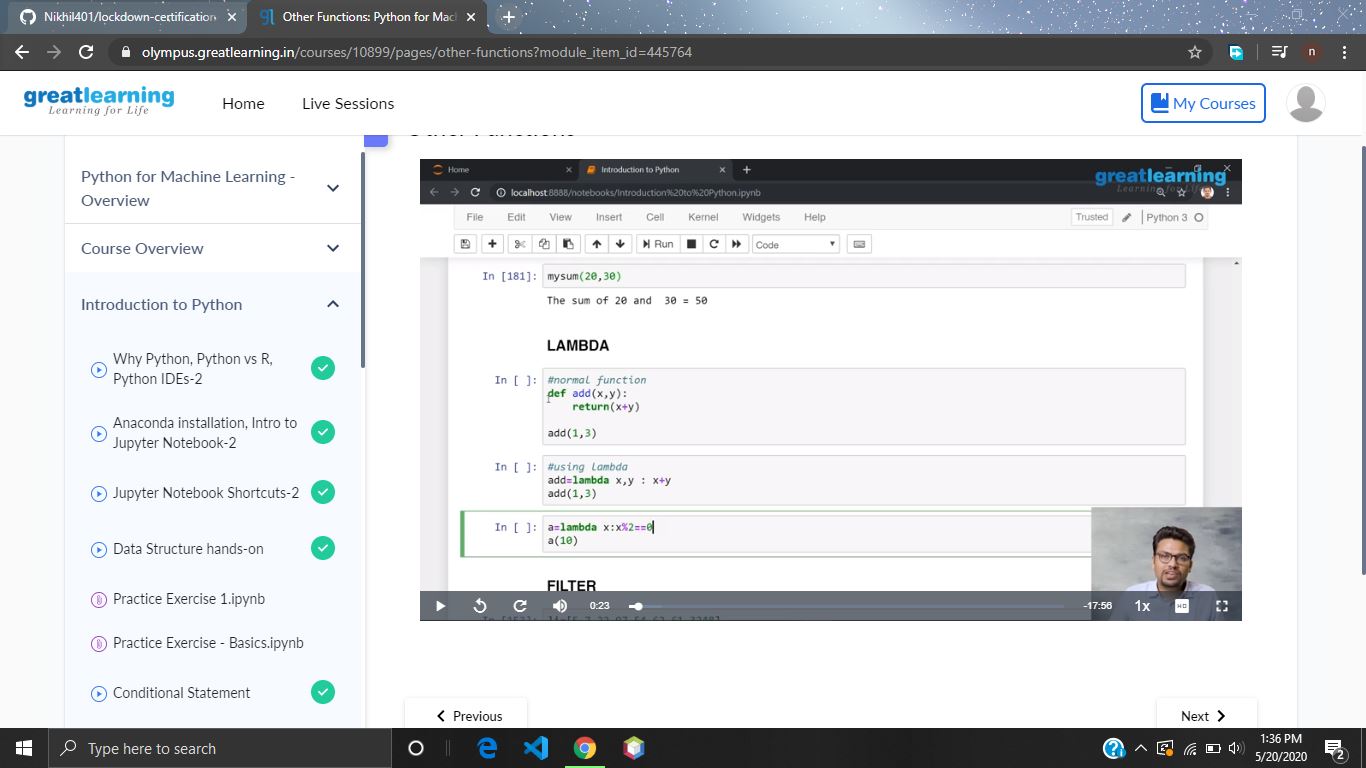 Nikhil401/lockdown-certification
Other Functions: Python for Mac
olympus.greatlearning.in/courses/10899/pages/other-functions?module_item_id=445764
n
greatlearning
Learning for Life
Home
Live Sessions
My Courses
Other Functions
Python for Machine Learning -
Overview
Course Overview
Introduction to Python
Why Python, Python vs R,
Python IDEs-2
Anaconda installation, Intro to
Jupyter Notebook-2
Jupyter Notebook Shortcuts-2
Data Structure hands-on
Practice Exercise 1.ipynb
Practice Exercise - Basics.ipynb
Conditional Statement
Home
Introduction to Python
greatlearning
Learning for Life
localhost:8888/notebooks/Introduction%20to%20Python.ipynb
File Edit View Insert Cell Kernel Widgets Help
Trusted
Python 3
Run
Code
In [181]: mysum(20,30)
The sum of 20 and 30 = 50
LAMBDA
In [ ]: #normal function
def add(x,y):
return(x+y)
add(1,3)
In [ ]: #using lambda
add=lambda x,y : x+y
add(1,3)
In [ ]: a=lambda x:x%2==0
a(10)
FILTER
0:23
-17:56
1x
HD
Previous
Next
Type here to search
1:36 PM
5/20/2020
2